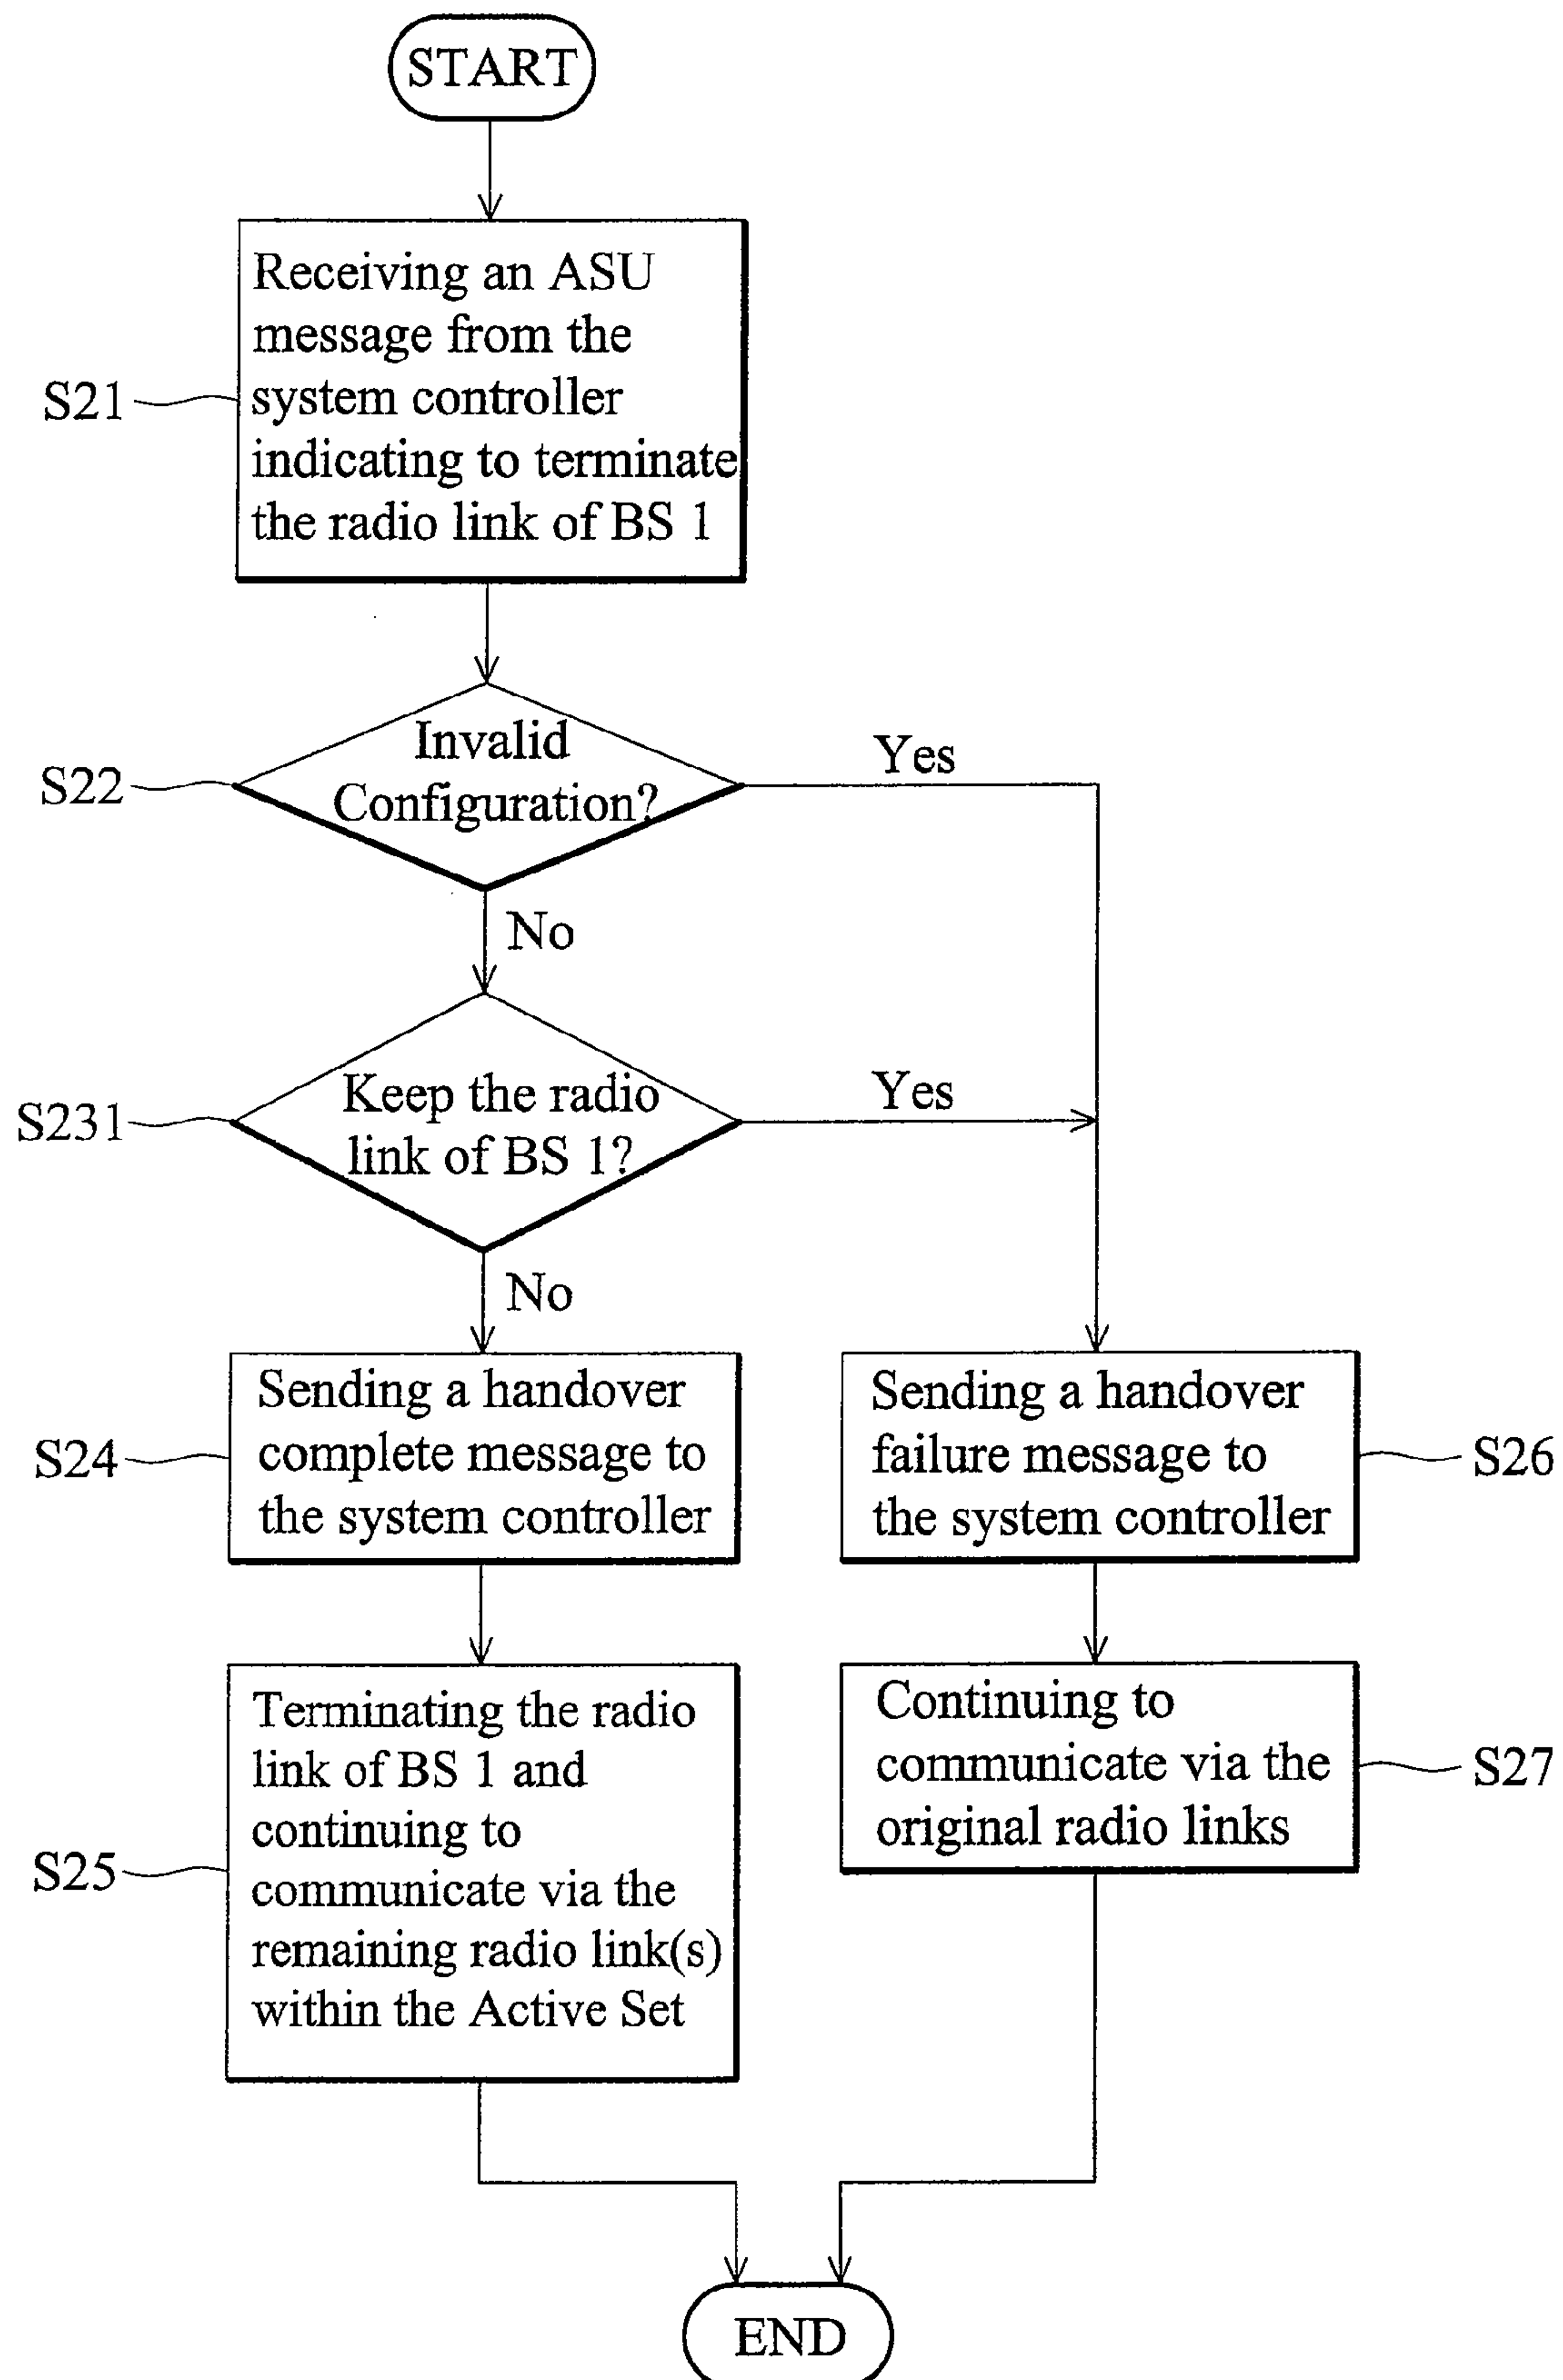 START
Receiving an ASU
message from the
system controller
indicating to terminate
the radio link of BS 1
S21
Invalid
Configuration?
S22
Yes
No
Keep the radio
link of BS 1?
S231
Yes
No
Sending a handover
complete message to
the system controller
S24
Sending a handover
failure message to
the system controller
S26
Terminating the radio
link of BS 1 and
continuing to
communicate via the
remaining radio link(s)
within the Active Set
S25
Continuing to
communicate via the
original radio links
S27
END